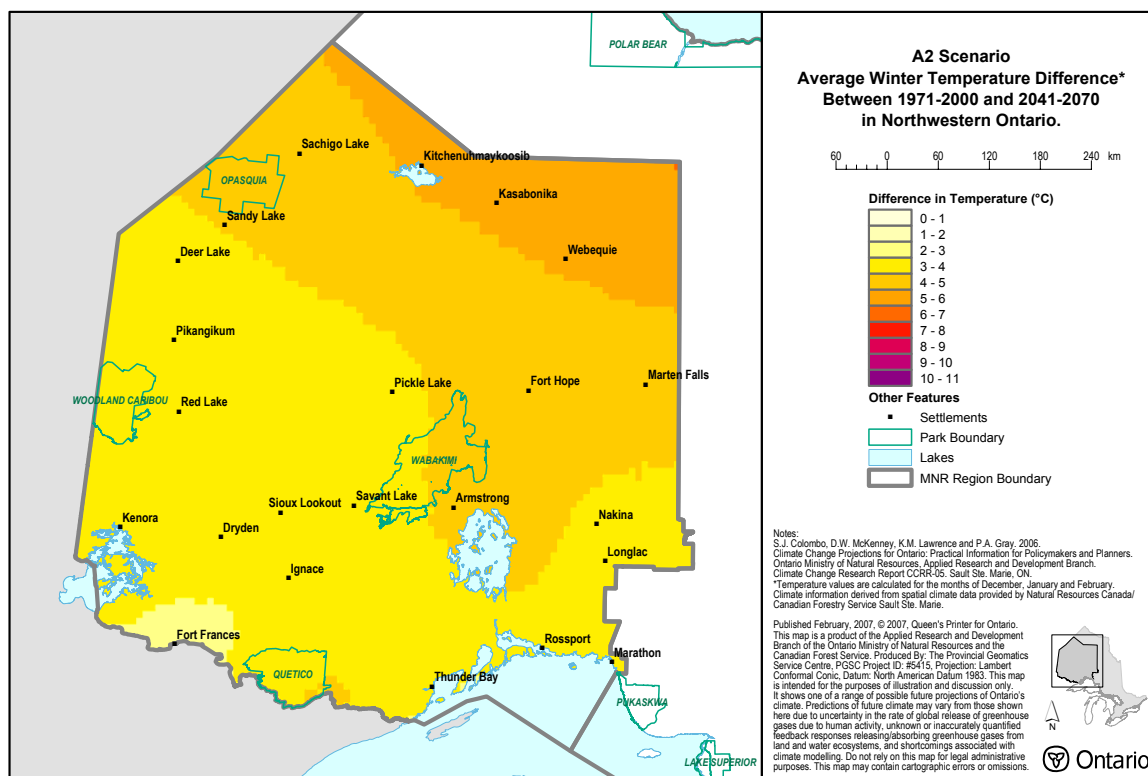 POLAR BEAR
Sachigo Lake
Kitchenuhmaykoosib
OPASQUIA
Kasabonika
Sandy Lake
Deer Lake
Webequie
Pikangikum
Pickle Lake
Fort Hope
Marten Falls
WOODLAND CARIBOU
Red Lake
WABAKIMI
Savant Lake
Armstrong
Sioux Lookout
Kenora
Dryden
Nakina
Longlac
Ignace
Fort Frances
Rossport
Marathon
QUETICO
Thunder Bay
PUKASKWA
LAKE SUPERIOR
A2 Scenario
Average Winter Temperature Difference*
Between 1971-2000 and 2041-2070
in Northwestern Ontario.
60 0 60 120 180 240 km
Difference in Temperature (°C)
0 - 1
1 - 2
2 - 3
3 - 4
4 - 5
5 - 6
6 - 7
7 - 8
8 - 9
9 - 10
10 - 11
Other Features
Settlements
Park Boundary
Lakes
MNR Region Boundary
Notes:
S.J. Colombo, D.W. McKenney, K.M. Lawrence and P.A. Gray. 2006.
Climate Change Projections for Ontario: Practical Information for Policymakers and Planners.
Ontario Ministry of Natural Resources, Applied Research and Development Branch.
Climate Change Research Report CCRR-05. Sault Ste. Marie, ON.
*Temperature values are calculated for the months of December, January and February.
Climate information derived from spatial climate data provided by Natural Resources Canada/
Canadian Forestry Service Sault Ste. Marie.
Published February, 2007, © 2007, Queen's Printer for Ontario.
This map is a product of the Applied Research and Development
Branch of the Ontario Ministry of Natural Resources and the
Canadian Forest Service. Produced By: The Provincial Geomatics
Service Centre, PGSC Project ID: #5415, Projection: Lambert
Conformal Conic, Datum: North American Datum 1983. This map
is intended for the purposes of illustration and discussion only.
It shows one of a range of possible future projections of Ontario's
climate. Predictions of future climate may vary from those shown
here due to uncertainty in the rate of global release of greenhouse
gases due to human activity, unknown or inaccurately quantified
feedback responses releasing/absorbing greenhouse gases from
land and water ecosystems, and shortcomings associated with
climate modelling. Do not rely on this map for legal administrative
purposes. This map may contain cartographic errors or omissions.
N
Ontario